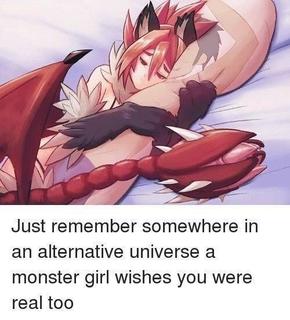 Just remember somewhere in
an alternative universe a
monster girl wishes you were
real too